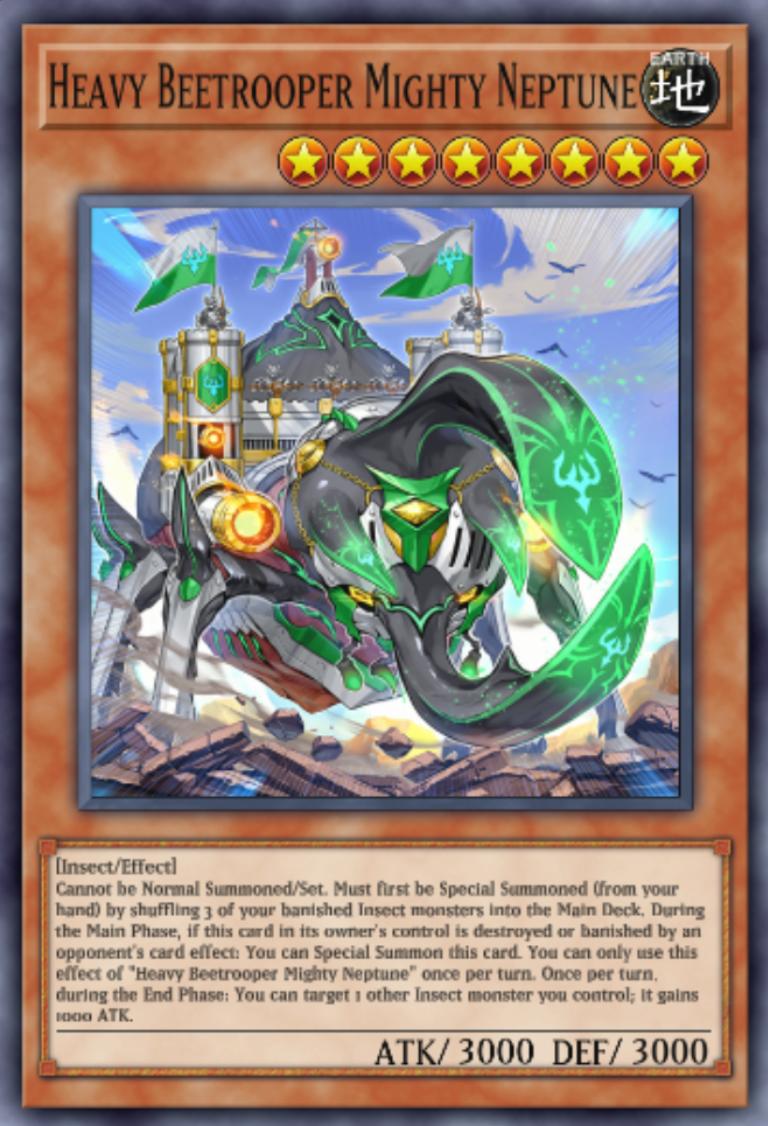 HEAVY BEETROOPER MIGHTY NEPTUNE
EARTH
地
[Insect/Effect]
Cannot be Normal Summoned/Set. Must first be Special Summoned (from your
hand) by shuffling 3 of your banished Insect monsters into the Main Deck. During
the Main Phase, if this card in its owner's control is destroyed or banished by an
opponent's card effect: You can Special Summon this card. You can only use this
effect of "Heavy Beetrooper Mighty Neptune" once per turn. Once per turn,
during the End Phase: You can target 1 other Insect monster you control; it gains
1000 ATK.
ATK/ 3000 DEF/ 3000